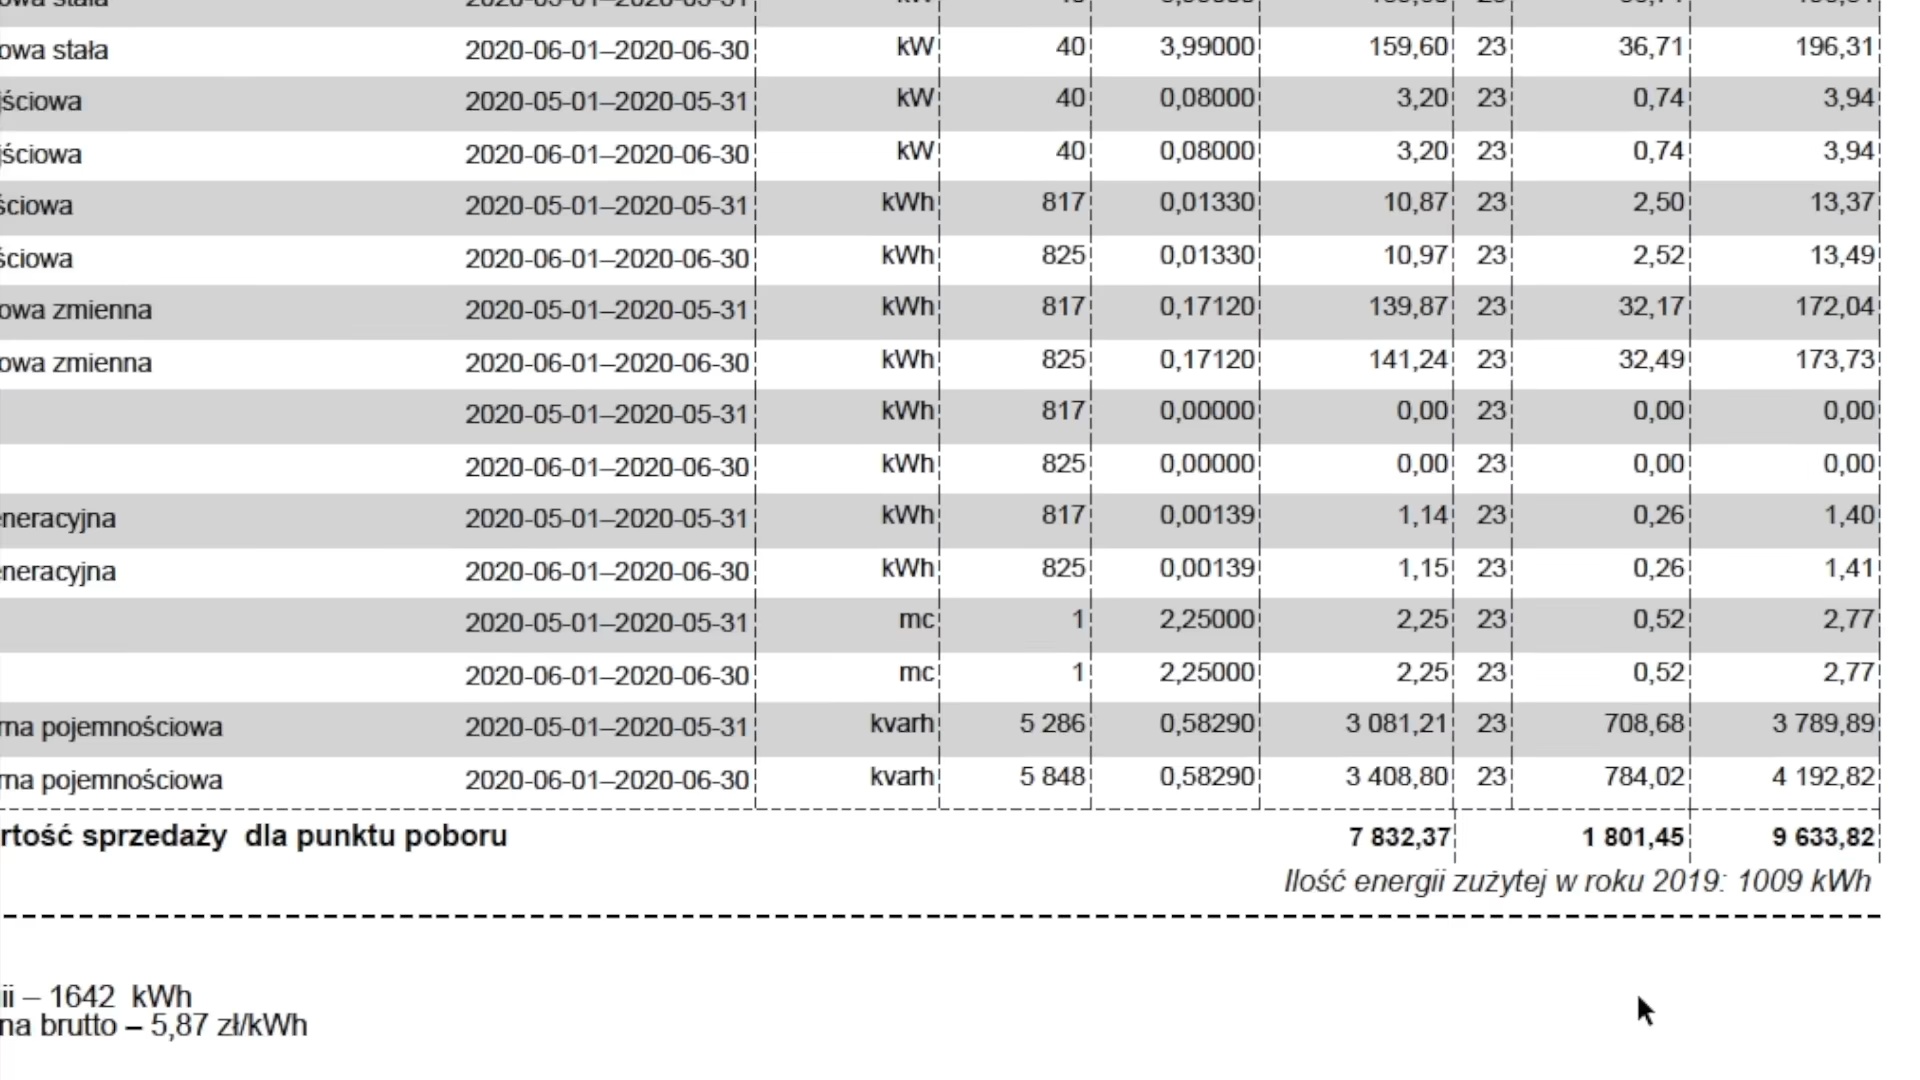 owa stała 2020-06-01–2020-06-30 kW 40 3,99000 159,60 23 36,71 196,31
jściowa 2020-05-01–2020-05-31 kW 40 0,08000 3,20 23 0,74 3,94
jściowa 2020-06-01–2020-06-30 kW 40 0,08000 3,20 23 0,74 3,94
ściowa 2020-05-01–2020-05-31 kWh 817 0,01330 10,87 23 2,50 13,37
ściowa 2020-06-01–2020-06-30 kWh 825 0,01330 10,97 23 2,52 13,49
owa zmienna 2020-05-01–2020-05-31 kWh 817 0,17120 139,87 23 32,17 172,04
owa zmienna 2020-06-01–2020-06-30 kWh 825 0,17120 141,24 23 32,49 173,73
2020-05-01–2020-05-31 kWh 817 0,00000 0,00 23 0,00 0,00
2020-06-01–2020-06-30 kWh 825 0,00000 0,00 23 0,00 0,00
eneracyjna 2020-05-01–2020-05-31 kWh 817 0,00139 1,14 23 0,26 1,40
eneracyjna 2020-06-01–2020-06-30 kWh 825 0,00139 1,15 23 0,26 1,41
2020-05-01–2020-05-31 mc 1 2,25000 2,25 23 0,52 2,77
2020-06-01–2020-06-30 mc 1 2,25000 2,25 23 0,52 2,77
rna pojemnościowa 2020-05-01–2020-05-31 kvarh 5 286 0,58290 3 081,21 23 708,68 3 789,89
rna pojemnościowa 2020-06-01–2020-06-30 kvarh 5 848 0,58290 3 408,80 23 784,02 4 192,82
rtość sprzedaży dla punktu poboru 7 832,37 1 801,45 9 633,82
Ilość energii zużytej w roku 2019: 1009 kWh
ii – 1642 kWh
na brutto – 5,87 zł/kWh